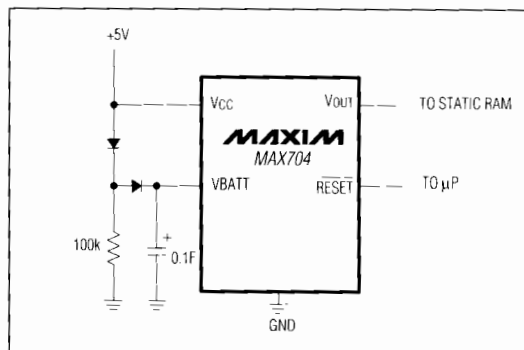 +5V
VCC
VOUT
TO STATIC RAM
MAXIM
MAX704
VBATT
RESET
TO μP
100k
+
0.1F
GND